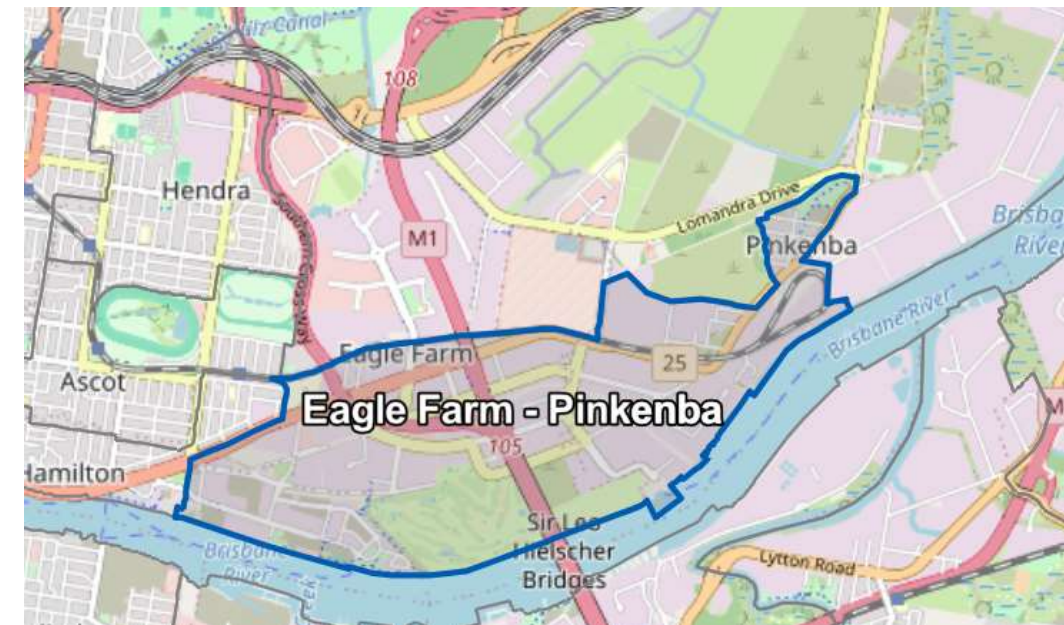 108
Hendra
M1
Lomandra Drive
Pinkenba
Brisbane River
Eagle Farm
25
Ascot
Eagle Farm - Pinkenba
105
Hamilton
Sir Leo
Hielscher
Bridges
River
Lytton Road